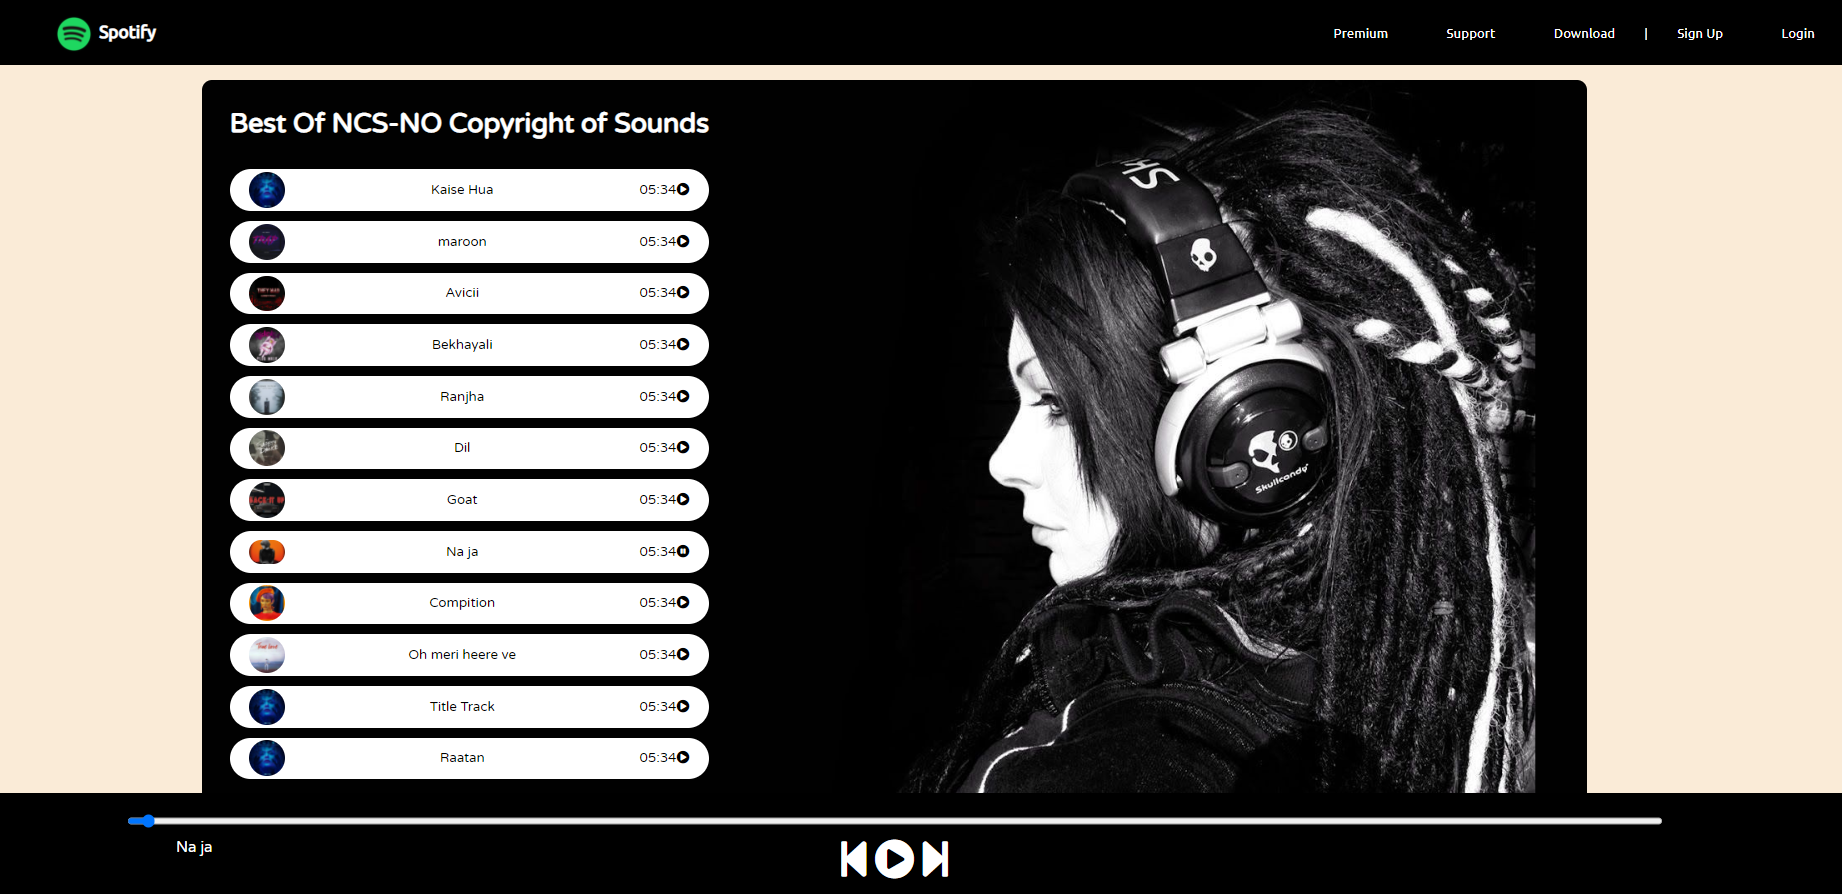 Spotify
Premium
Support
Download
|
Sign Up
Login
Best Of NCS-NO Copyright of Sounds
Kaise Hua 05:34
maroon 05:34
Avicii 05:34
Bekhayali 05:34
Ranjha 05:34
Dil 05:34
Goat 05:34
Na ja 05:34
Compition 05:34
Oh meri heere ve 05:34
Title Track 05:34
Raatan 05:34
SK
Skullcandy
Na ja